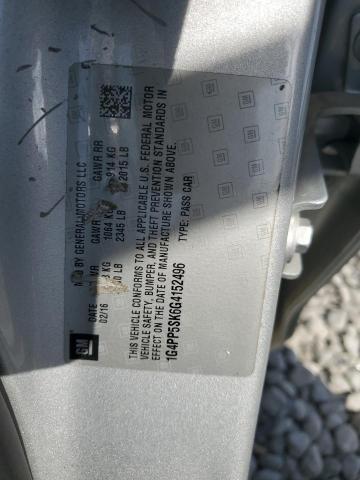 GM
BY GENERAL MOTORS LLC
DATE GAWR GAWR RR
02/16 KG 1064 KG 914 KG
LB 2345 LB 2015 LB
THIS VEHICLE CONFORMS TO ALL APPLICABLE U.S. FEDERAL MOTOR
VEHICLE SAFETY, BUMPER, AND THEFT PREVENTION STANDARDS IN
EFFECT ON THE DATE OF MANUFACTURE SHOWN ABOVE.
1G4PP5SK6G4152496 TYPE: PASS CAR